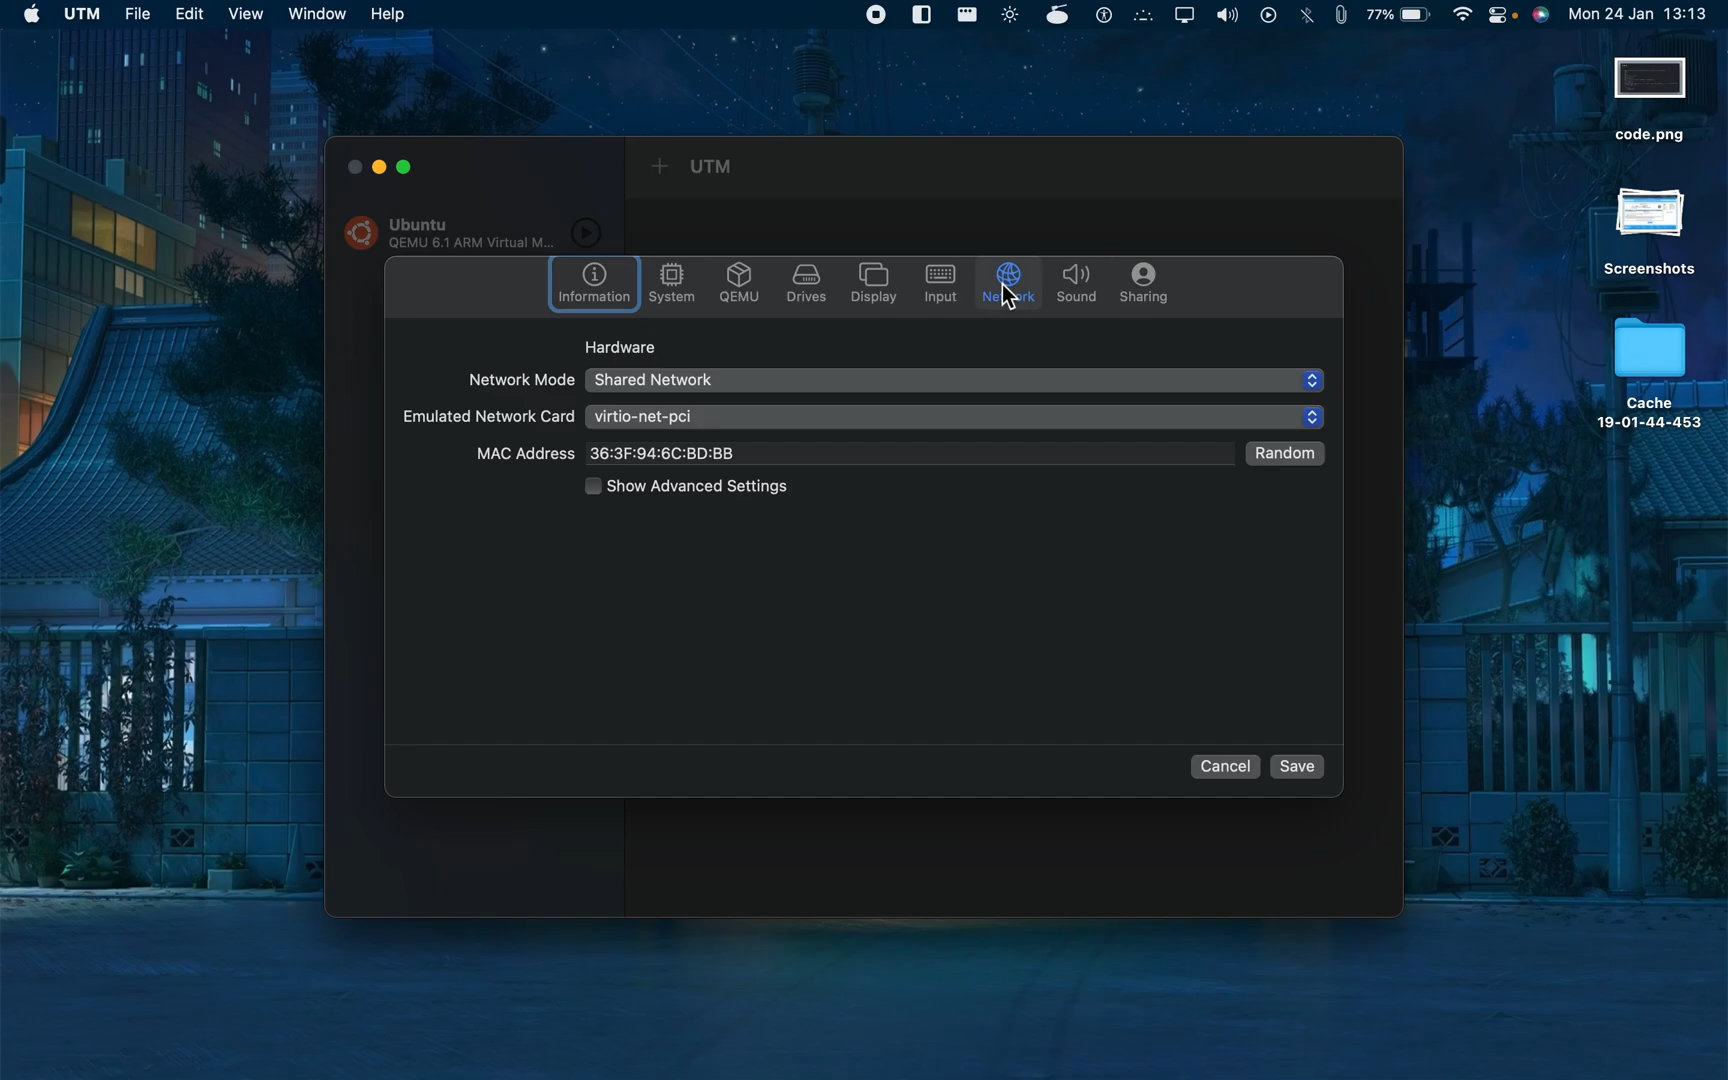 UTM File Edit View Window Help 77% Mon 24 Jan 13:13
code.png
Screenshots
Cache
19-01-44-453
UTM
Ubuntu
QEMU 6.1 ARM Virtual M...
Information System QEMU Drives Display Input Network Sound Sharing
Hardware
Network Mode Shared Network
Emulated Network Card virtio-net-pci
MAC Address 36:3F:94:6C:BD:BB Random
Show Advanced Settings
Cancel Save